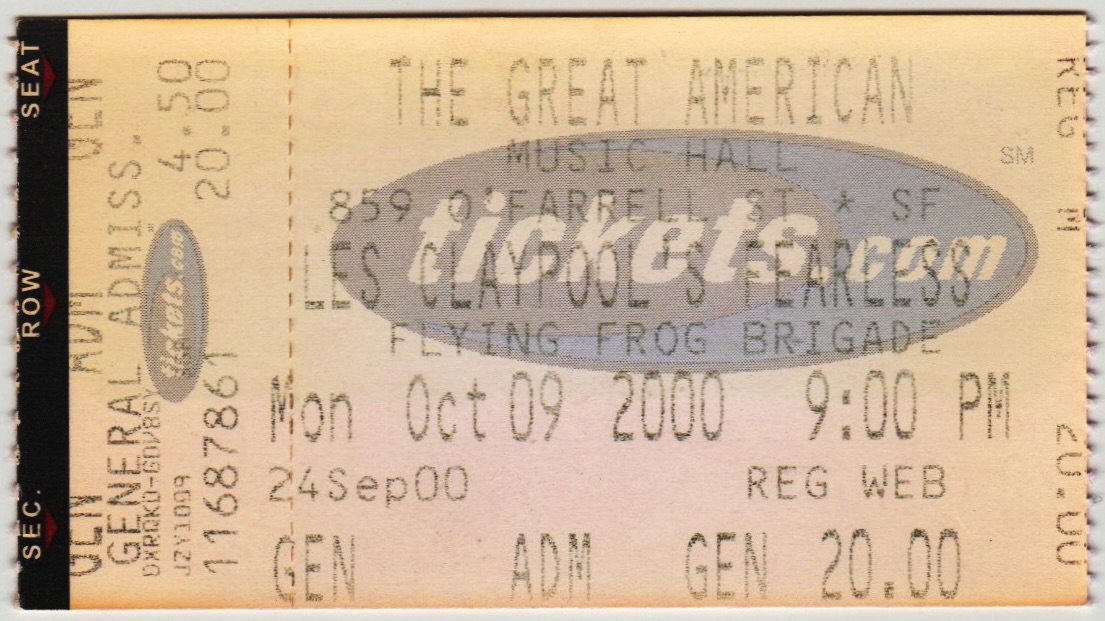 THE GREAT AMERICAN
MUSIC HALL
859 O'FARRELL ST * SF
LES CLAYPOOL'S FEARLESS
FLYING FROG BRIGADE
Mon Oct 09 2000 9:00 PM
24Sep00 REG WEB
GEN ADM GEN 20.00
tickets.com
SM
SEC. ROW SEAT
GEN ADM GEN
GENERAL ADMISS. 4.50
tickets.com
JZY1009
11687861 20.00
REG
20.00